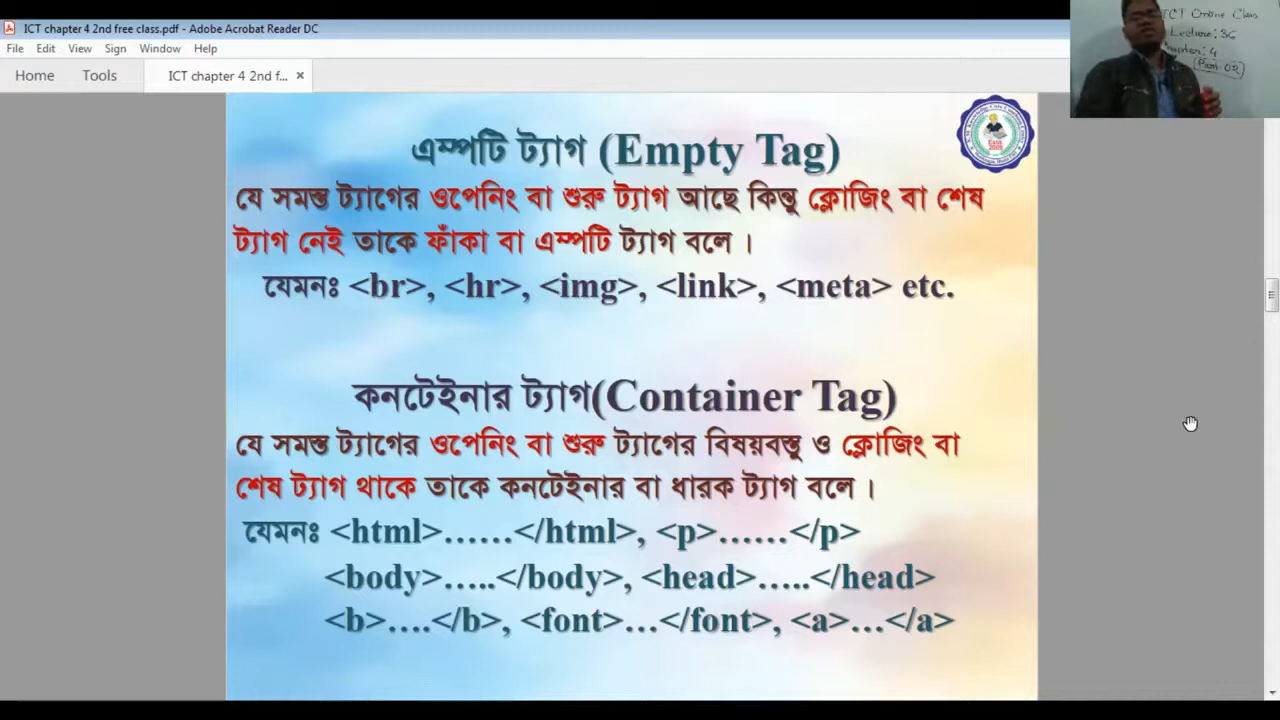 ICT chapter 4 2nd free class.pdf - Adobe Acrobat Reader DC
File Edit View Sign Window Help
Home Tools ICT chapter 4 2nd f... ×
ICT Online Class
Lecture: 36
Chapter: 4
Part-02
এম্পটি ট্যাগ (Empty Tag)
যে সমস্ত ট্যাগের ওপেনিং বা শুরু ট্যাগ আছে কিন্তু ক্লোজিং বা শেষ
ট্যাগ নেই তাকে ফাঁকা বা এম্পটি ট্যাগ বলে ।
যেমনঃ <br>, <hr>, <img>, <link>, <meta> etc.
কনটেইনার ট্যাগ(Container Tag)
যে সমস্ত ট্যাগের ওপেনিং বা শুরু ট্যাগের বিষয়বস্তু ও ক্লোজিং বা
শেষ ট্যাগ থাকে তাকে কনটেইনার বা ধারক ট্যাগ বলে ।
যেমনঃ <html>……</html>, <p>……</p>
<body>…..</body>, <head>…..</head>
<b>….</b>, <font>…</font>, <a>…</a>